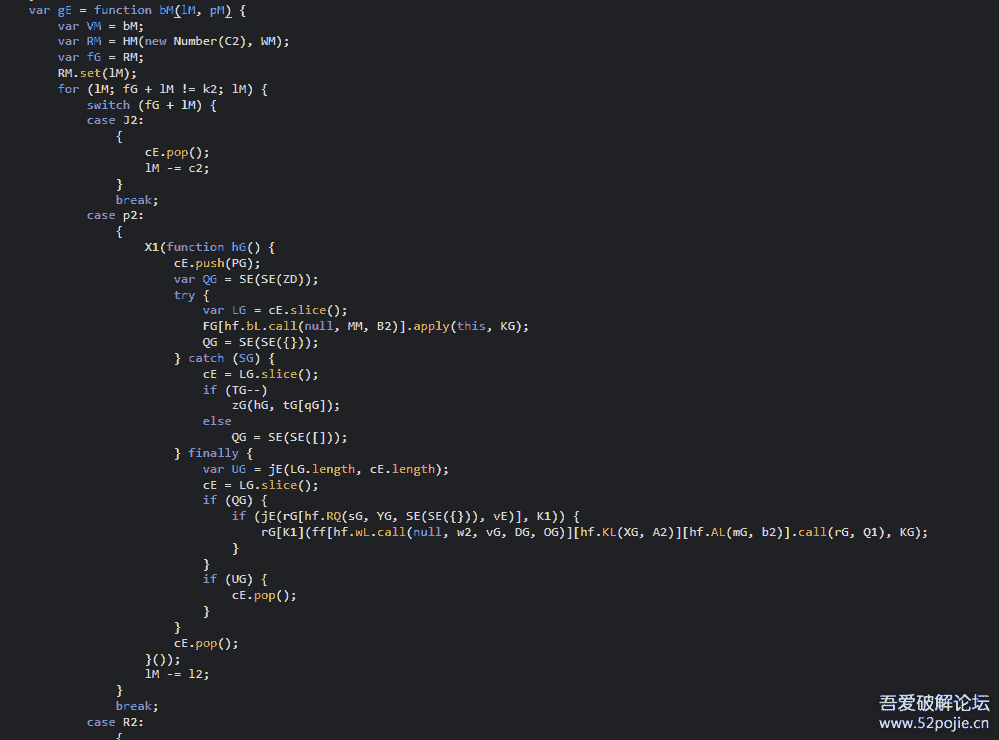 var gE = function bM(lM, pM) {
var VM = bM;
var RM = HM(new Number(C2), WM);
var fG = RM;
RM.set(lM);
for (lM; fG + lM != k2; lM) {
switch (fG + lM) {
case J2:
{
cE.pop();
lM -= c2;
}
break;
case p2:
{
X1(function hG() {
cE.push(PG);
var QG = SE(SE(ZD));
try {
var LG = cE.slice();
FG[hf.bL.call(null, MM, B2)].apply(this, KG);
QG = SE(SE({}));
} catch (SG) {
cE = LG.slice();
if (TG--)
zG(hG, tG[qG]);
else
QG = SE(SE([]));
} finally {
var UG = jE(LG.length, cE.length);
cE = LG.slice();
if (QG) {
if (jE(rG[hf.RQ(sG, YG, SE(SE({})), vE)], K1)) {
rG[K1](ff[hf.wL.call(null, w2, vG, DG, OG)][hf.KL(XG, A2)][hf.AL(mG, b2)].call(rG, Q1), KG);
}
}
if (UG) {
cE.pop();
}
}
cE.pop();
}());
lM -= l2;
}
break;
case R2:
{
吾爱破解论坛
www.52pojie.cn